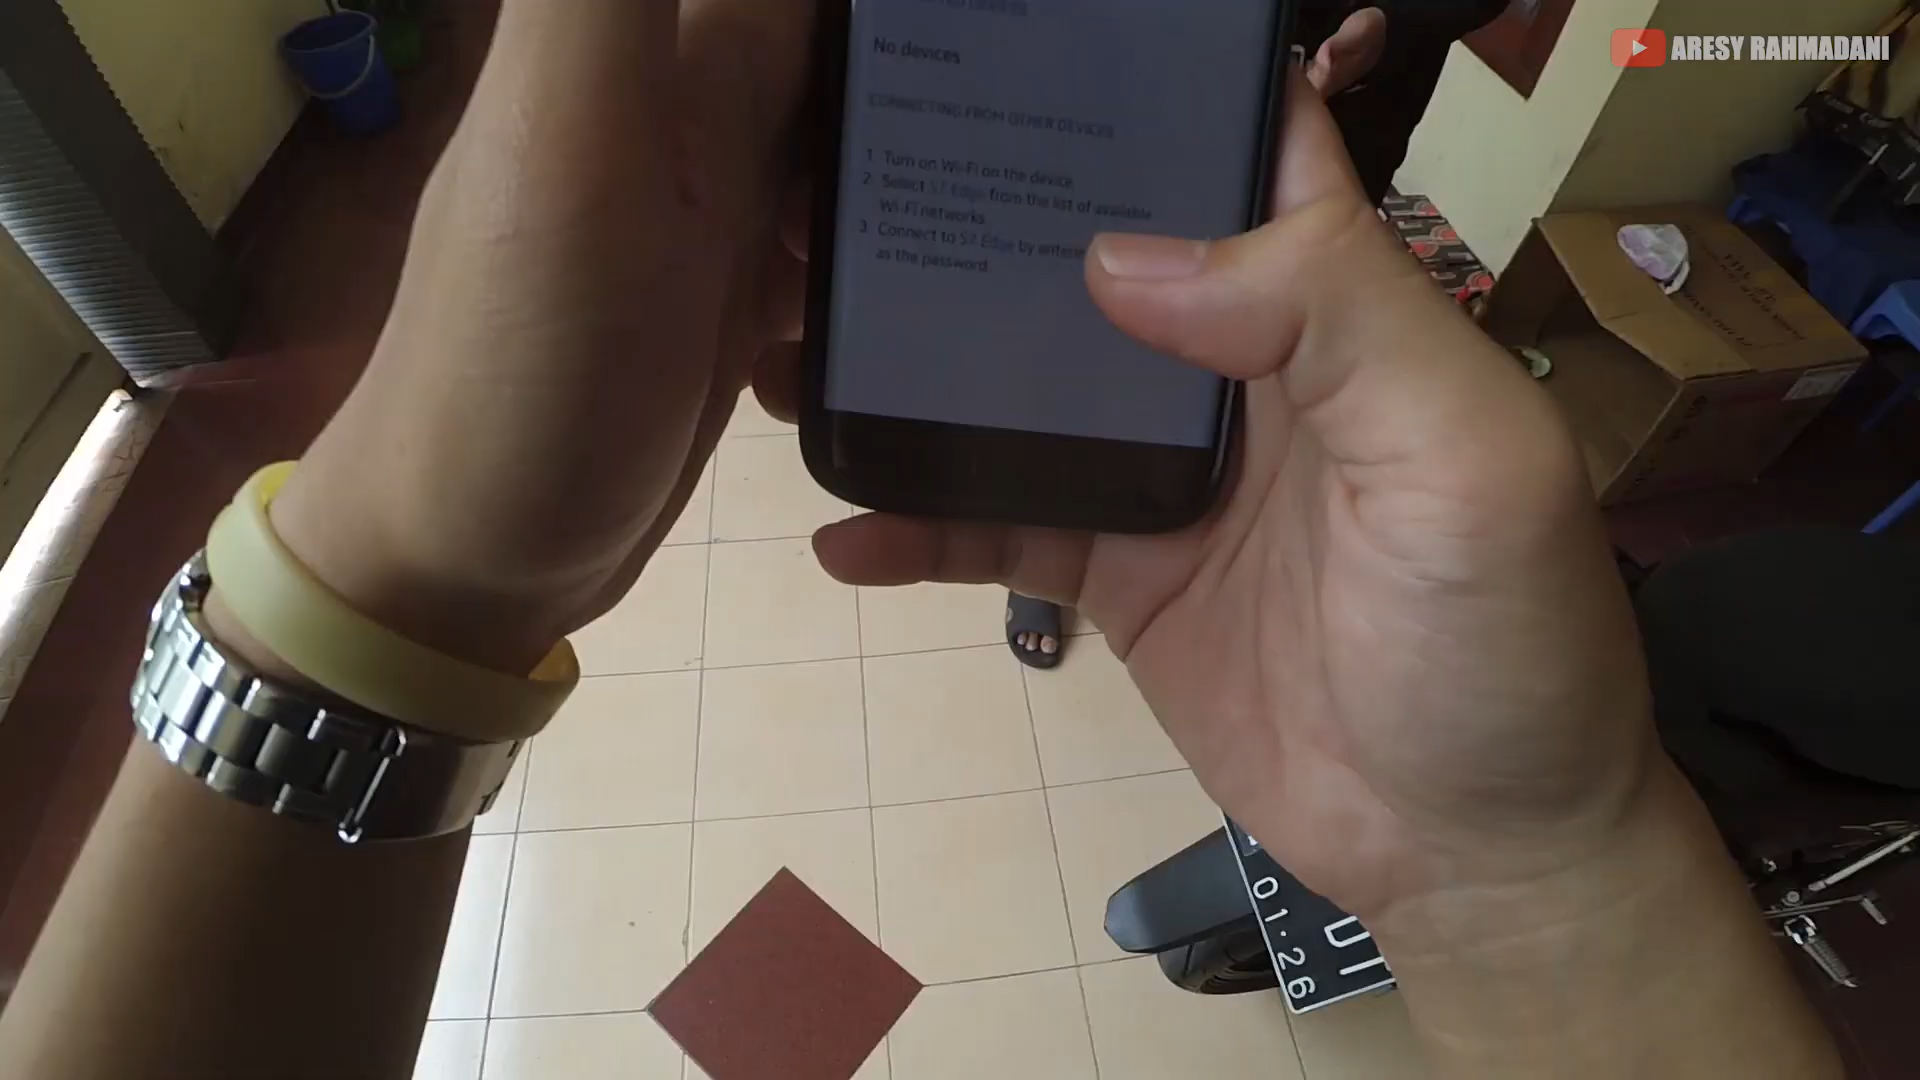 ARESY RAHMADANI
No devices
CONNECTING FROM OTHER DEVICES
1. Turn on Wi-Fi on the device
2. Select S7 Edge from the list of available
Wi-Fi networks
3. Connect to S7 Edge by
as the password
01·26